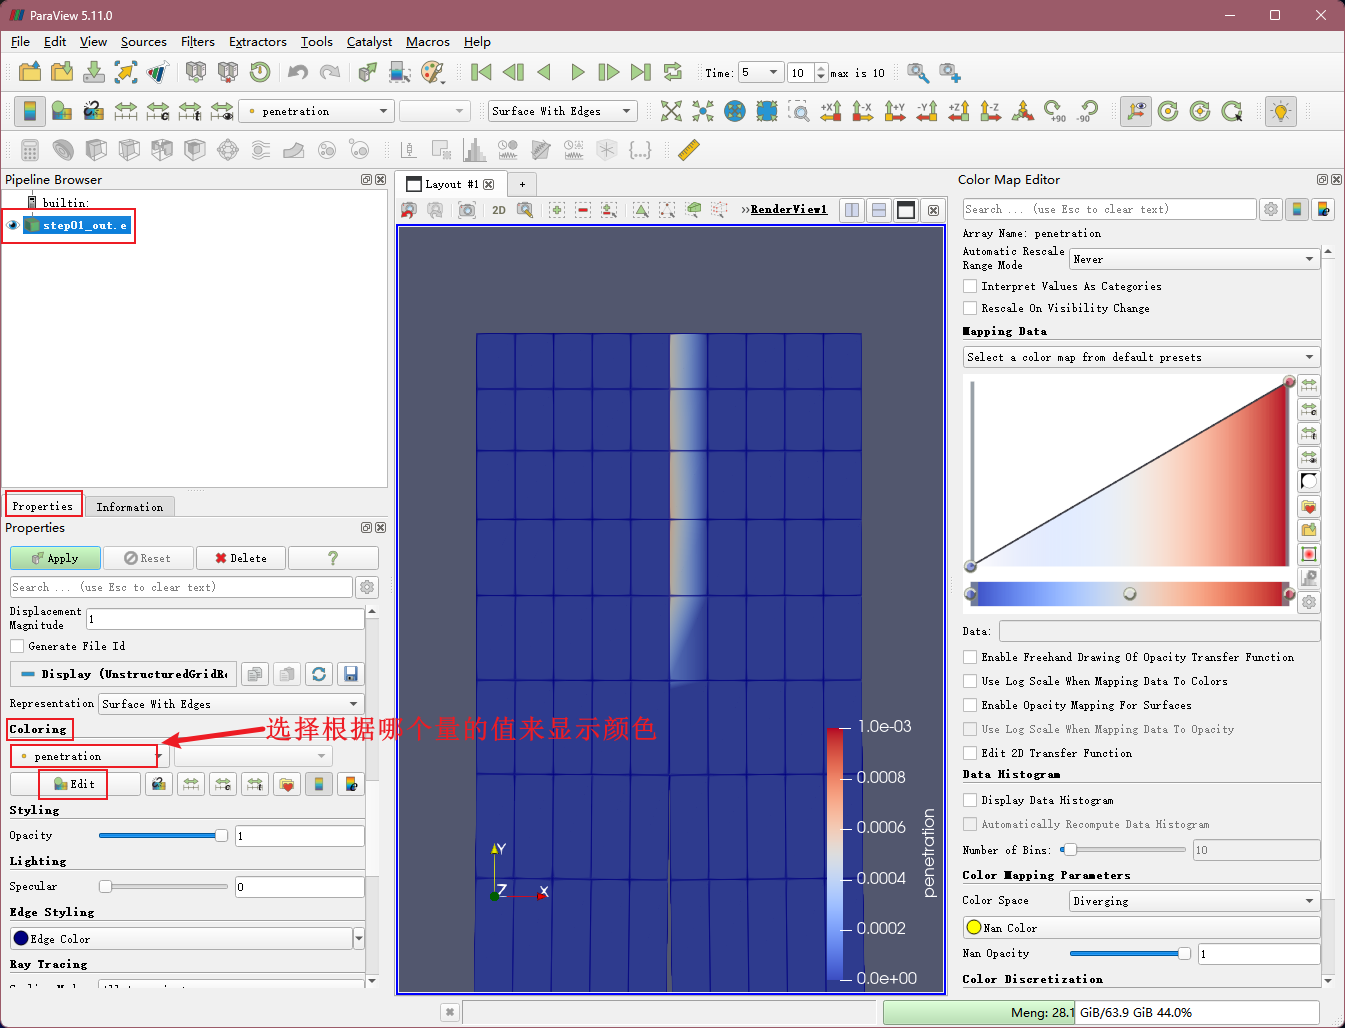 ParaView 5.11.0
File Edit View Sources Filters Extractors Tools Catalyst Macros Help
Time: 5 10 max is 10
penetration Surface With Edges +X -X +Y -Y +Z -Z +90 -90
Pipeline Browser
builtin:
step01_out.e
Properties Information
Properties
Apply Reset Delete ?
Search ... (use Esc to clear text)
Displacement
Magnitude 1
Generate File Id
Display (UnstructuredGridRe
Representation Surface With Edges
Coloring
penetration
Edit
Styling
Opacity 1
Lighting
Specular 0
Edge Styling
Edge Color
Ray Tracing
Layout #1 +
2D RenderView1
选择根据哪个量的值来显示颜色
1.0e-03
0.0008
0.0006
0.0004
0.0002
0.0e+00
penetration
Y
Z X
Color Map Editor
Search ... (use Esc to clear text)
Array Name: penetration
Automatic Rescale
Range Mode Never
Interpret Values As Categories
Rescale On Visibility Change
Mapping Data
Select a color map from default presets
Data:
Enable Freehand Drawing Of Opacity Transfer Function
Use Log Scale When Mapping Data To Colors
Enable Opacity Mapping For Surfaces
Use Log Scale When Mapping Data To Opacity
Edit 2D Transfer Function
Data Histogram
Display Data Histogram
Automatically Recompute Data Histogram
Number of Bins: 10
Color Mapping Parameters
Color Space Diverging
Nan Color
Nan Opacity 1
Color Discretization
Meng: 28.1 GiB/63.9 GiB 44.0%